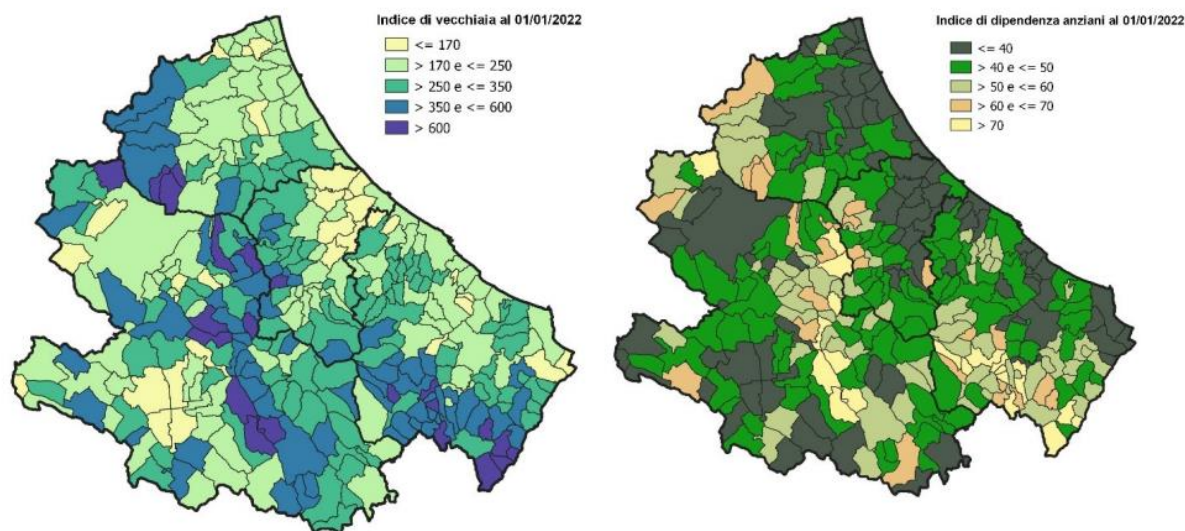 Indice di vecchiaia al 01/01/2022
<= 170
> 170 e <= 250
> 250 e <= 350
> 350 e <= 600
> 600
Indice di dipendenza anziani al 01/01/2022
<= 40
> 40 e <= 50
> 50 e <= 60
> 60 e <= 70
> 70